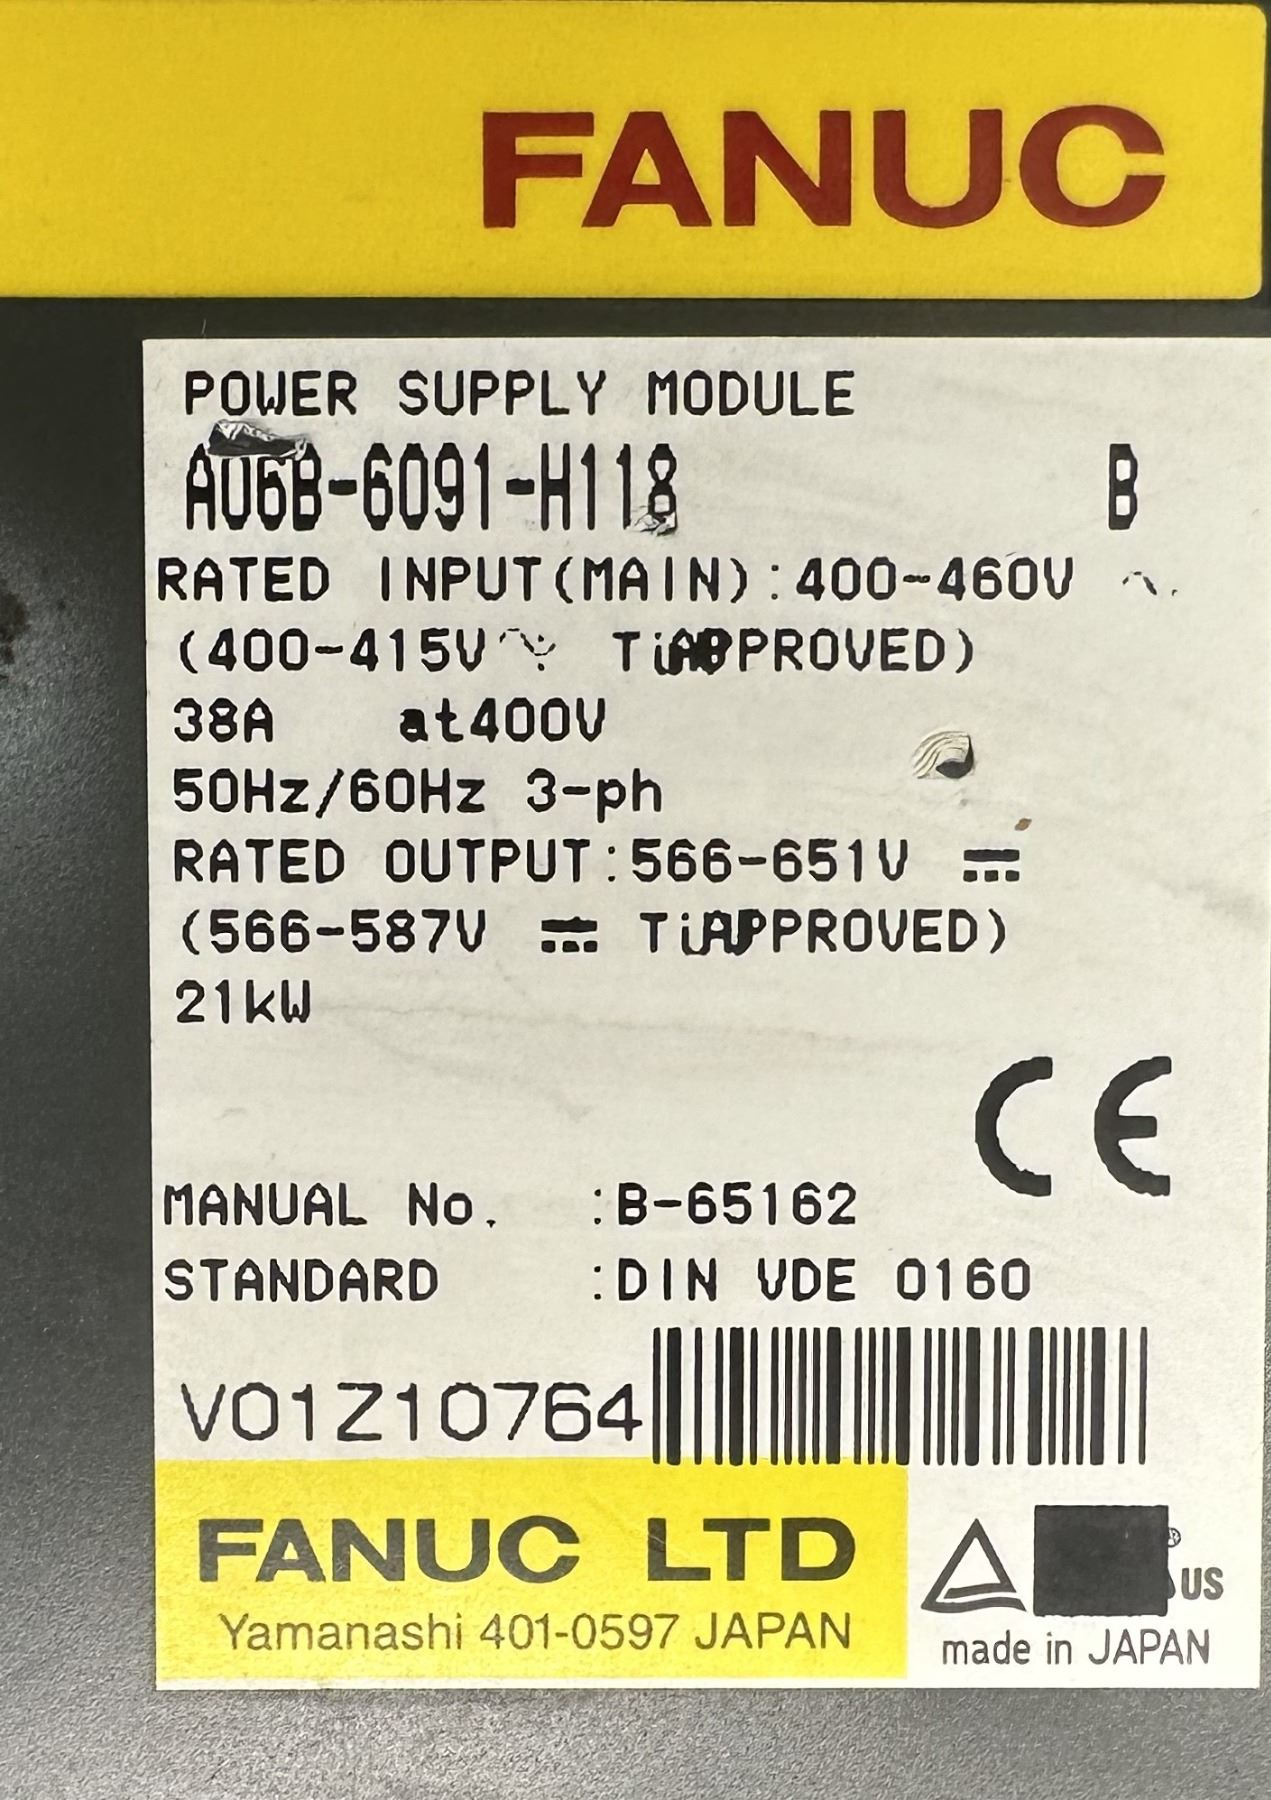 FANUC
POWER SUPPLY MODULE
A06B-6091-H118 B
RATED INPUT(MAIN):400-460V
(400-415V APPROVED)
38A at400V
50Hz/60Hz 3-ph
RATED OUTPUT:566-651V ⎓
(566-587V ⎓ APPROVED)
21kW
CE
MANUAL No. :B-65162
STANDARD :DIN VDE 0160
V01Z10764
FANUC LTD
Yamanashi 401-0597 JAPAN
® US
made in JAPAN